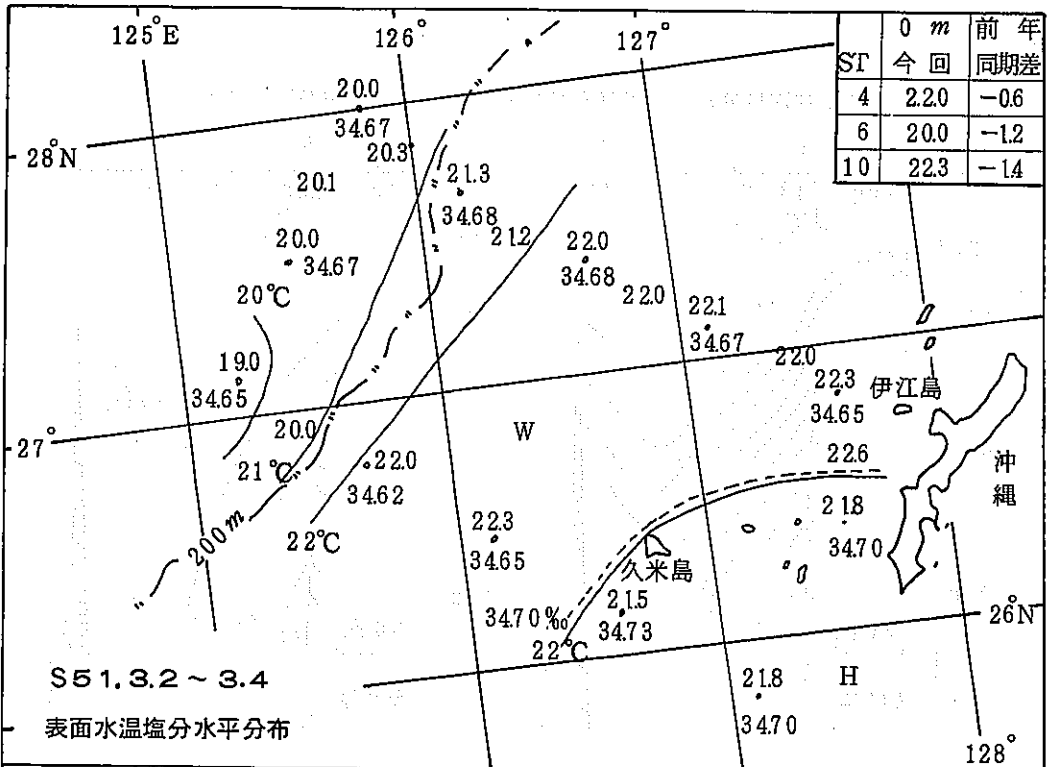 125°E
126°
127°
0 m 前年
ST 今回 同期差
4 2.2.0 -0.6
6 20.0 -1.2
10 22.3 -1.4
20.0
34.67
28°N
20.3
20.1
21.3
34.68
21.2
20.0
34.67
22.0
34.68
20℃
22.0
22.1
34.67
19.0
34.65
22.0
22.3
34.65
伊江島
27°
20.0
W
21℃
22.0
34.62
22.6
沖縄
200m
22℃
22.3
34.65
21.8
34.70
久米島
34.70‰
21.5
34.73
22℃
26°N
S51.3.2~3.4
表面水温塩分水平分布
21.8
34.70
H
128°